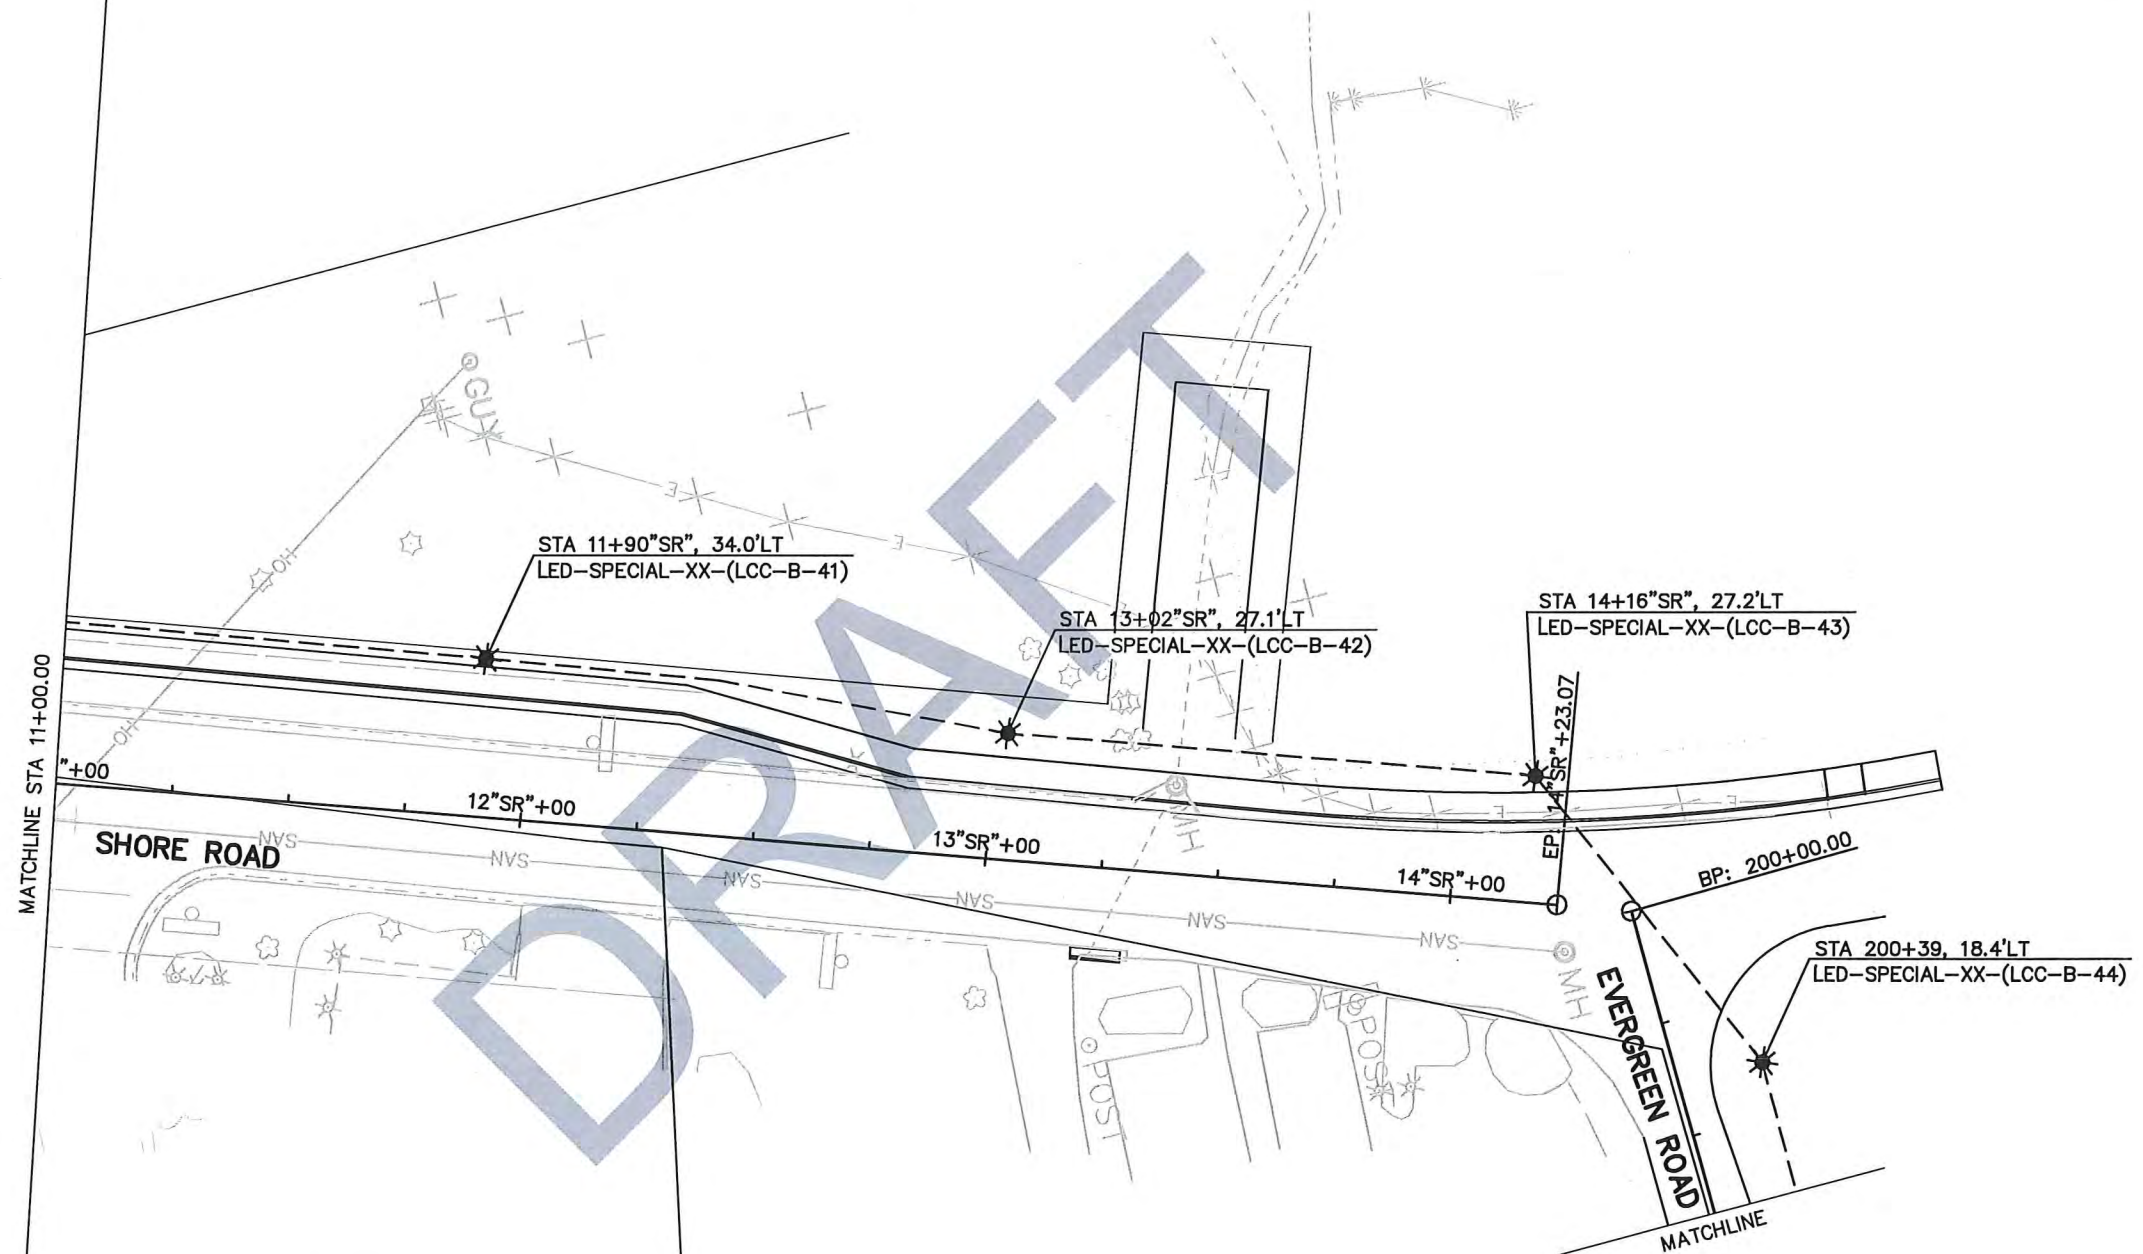 GUY
OH
STA 11+90"SR", 34.0'LT
LED-SPECIAL-XX-(LCC-B-41)
E
E
STA 13+02"SR", 27.1'LT
LED-SPECIAL-XX-(LCC-B-42)
STA 14+16"SR", 27.2'LT
LED-SPECIAL-XX-(LCC-B-43)
MATCHLINE STA 11+00.00
OH
"+00
12"SR"+00
13"SR"+00
14"SR"+00
EP: 14"SR"+23.07
E
E
MH
BP: 200+00.00
SHORE ROAD
SAN
SAN
SAN
SAN
SAN
SAN
MH
STA 200+39, 18.4'LT
LED-SPECIAL-XX-(LCC-B-44)
EVERGREEN ROAD
POST
POST
MATCHLINE
DRAFT